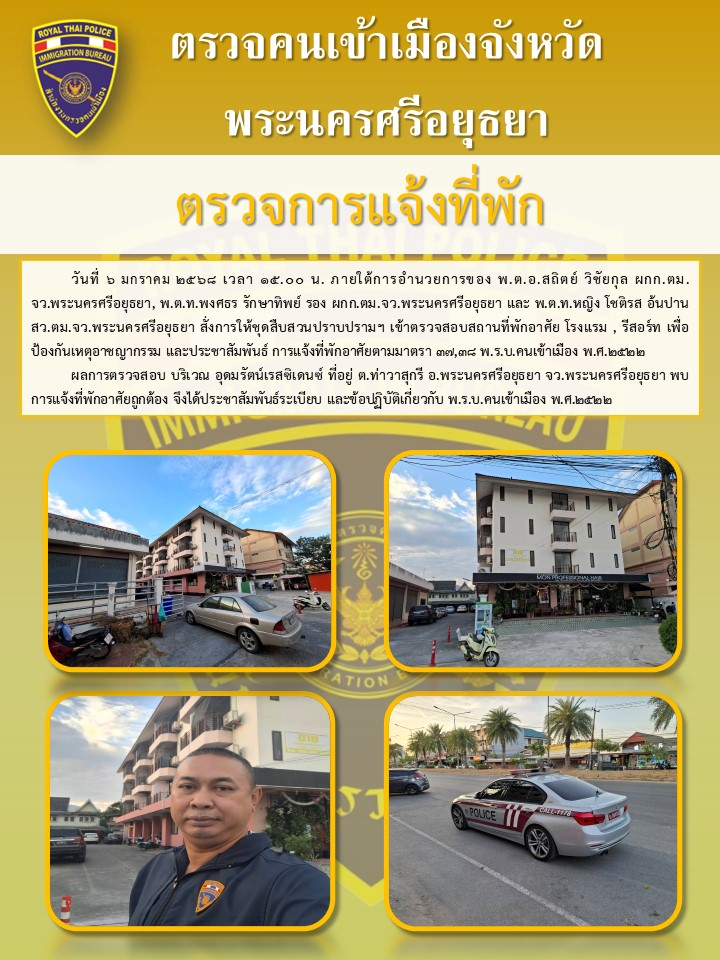 ROYAL THAI POLICE
IMMIGRATION BUREAU
สำนักงานตรวจคนเข้าเมือง
ตรวจคนเข้าเมืองจังหวัด
พระนครศรีอยุธยา
ตรวจการแจ้งที่พัก
วันที่ ๖ มกราคม ๒๕๖๘ เวลา ๑๕.๐๐ น. ภายใต้การอำนวยการของ พ.ต.อ.สถิตย์ วิชัยกุล ผกก.ตม.
จว.พระนครศรีอยุธยา, พ.ต.ท.พงศธร รักษาทิพย์ รอง ผกก.ตม.จว.พระนครศรีอยุธยา และ พ.ต.ท.หญิง โชติรส อ้นปาน
สว.ตม.จว.พระนครศรีอยุธยา สั่งการให้ชุดสืบสวนปราบปรามฯ เข้าตรวจสอบสถานที่พักอาศัย โรงแรม , รีสอร์ท เพื่อ
ป้องกันเหตุอาชญากรรม และประชาสัมพันธ์ การแจ้งที่พักอาศัยตามมาตรา ๓๗,๓๘ พ.ร.บ.คนเข้าเมือง พ.ศ.๒๕๒๒
ผลการตรวจสอบ บริเวณ อุดมรัตน์เรสซิเดนซ์ ที่อยู่ ต.ท่าวาสุกรี อ.พระนครศรีอยุธยา จว.พระนครศรีอยุธยา พบ
การแจ้งที่พักอาศัยถูกต้อง จึงได้ประชาสัมพันธ์ระเบียบ และข้อปฏิบัติเกี่ยวกับ พ.ร.บ.คนเข้าเมือง พ.ศ.๒๕๒๒
ROYAL THAI POLICE
IMMIGRATION BUREAU
MON PROFESSIONAL HAIR
POLICE
CALL 1178